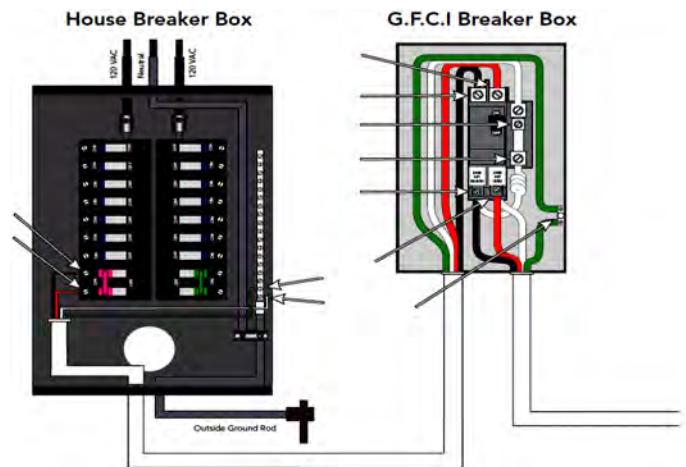 House Breaker Box
G.F.C.I Breaker Box
120 VAC
Neutral
120 VAC
Outside Ground Rod